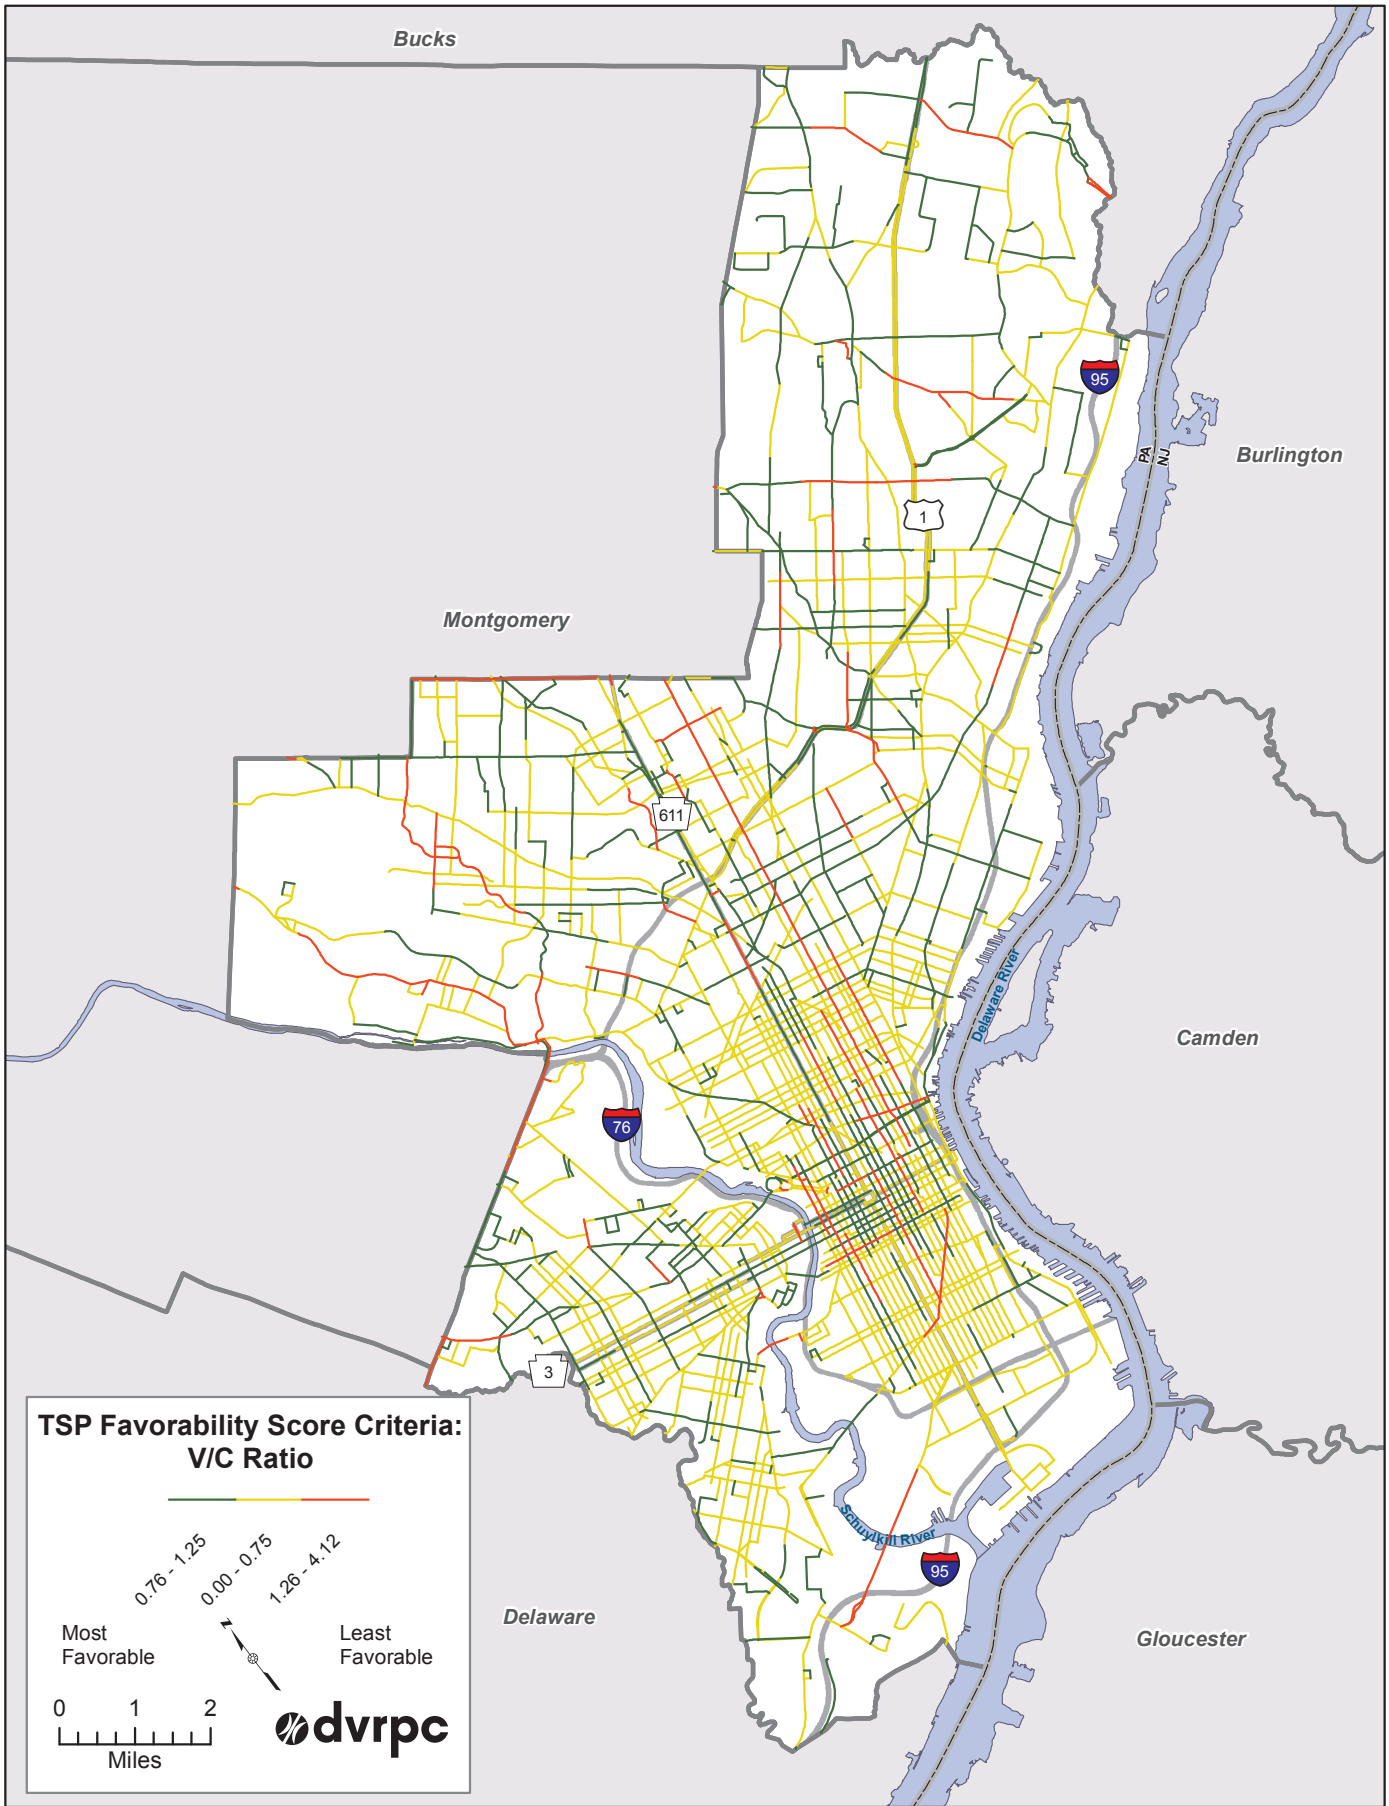 Bucks
95
PA
NJ
Burlington
1
Montgomery
611
Delaware River
Camden
76
3
TSP Favorability Score Criteria:
V/C Ratio
0.76 - 1.25
0.00 - 0.75
1.26 - 4.12
Most
Favorable
N
Least
Favorable
0 1 2
Miles
dvrpc
Schuylkill River
95
Delaware
Gloucester